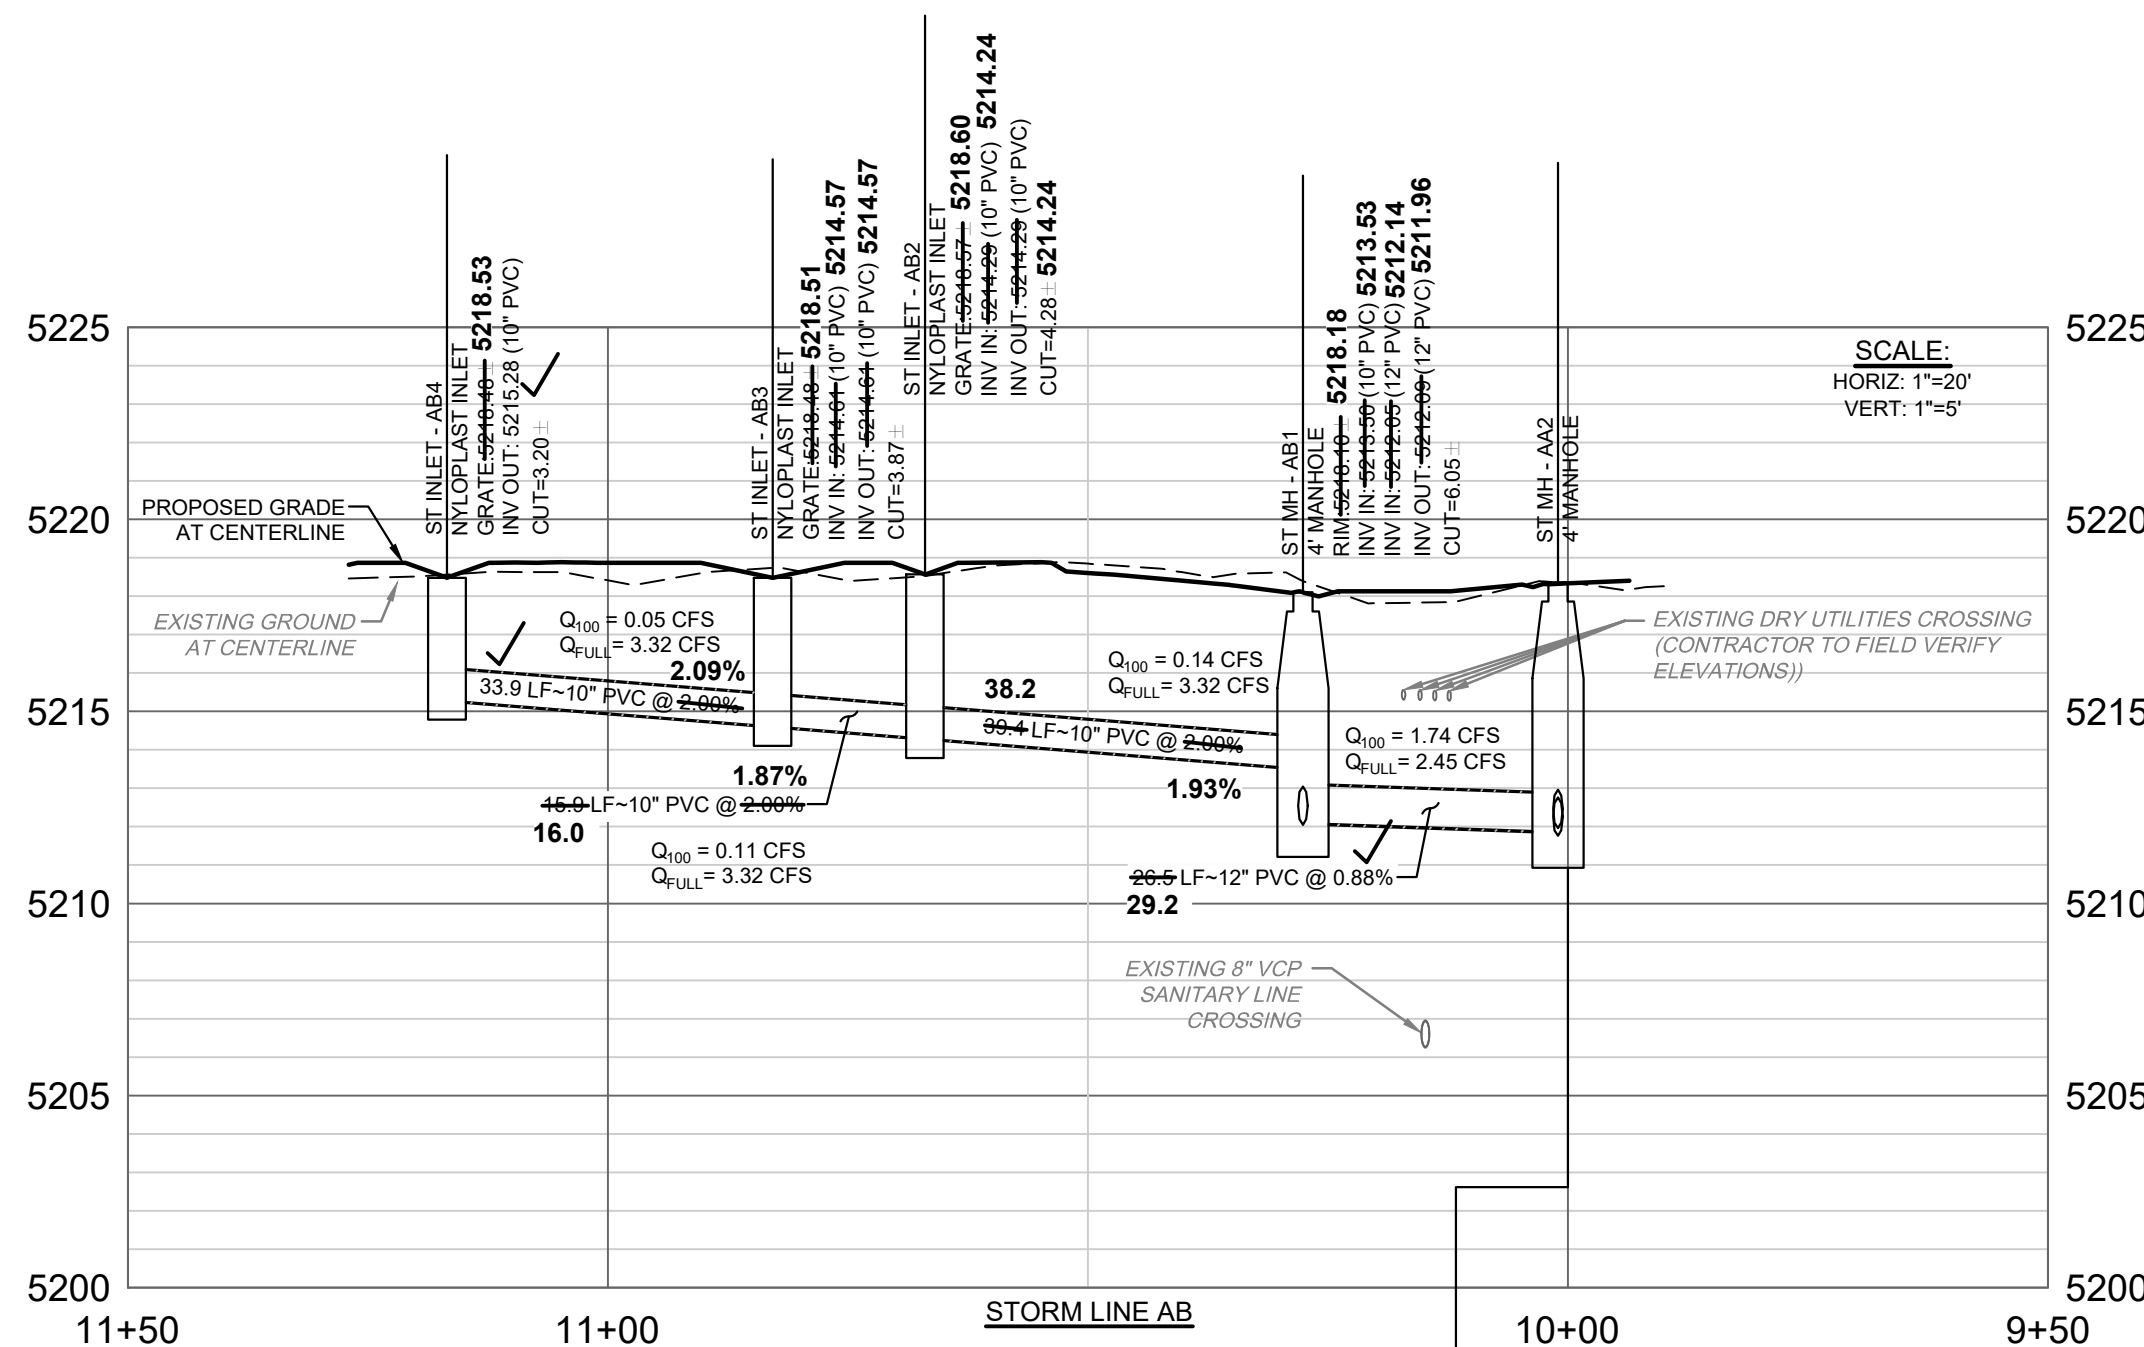 ST INLET - AB4
NYLOPLAST INLET
GRATE:5218.48± 5218.53
INV OUT: 5215.28 (10" PVC)
CUT=3.20±
ST INLET - AB3
NYLOPLAST INLET
GRATE:5218.48± 5218.51
INV IN: 5214.61 (10" PVC) 5214.57
INV OUT: 5214.61 (10" PVC) 5214.57
CUT=3.87±
ST INLET - AB2
NYLOPLAST INLET
GRATE:5218.57± 5218.60
INV IN: 5214.29 (10" PVC) 5214.24
INV OUT: 5214.29 (10" PVC)
CUT=4.28± 5214.24
ST MH - AB1
4' MANHOLE
RIM:5218.10± 5218.18
INV IN: 5213.50 (10" PVC) 5213.53
INV IN: 5212.05 (12" PVC) 5212.14
INV OUT: 5212.09 (12" PVC) 5211.96
CUT=6.05±
ST MH - AA2
4' MANHOLE
5225
5225
SCALE:
HORIZ: 1"=20'
VERT: 1"=5'
PROPOSED GRADE
AT CENTERLINE
5220
5220
EXISTING GROUND
AT CENTERLINE
Q100 = 0.05 CFS
QFULL = 3.32 CFS
2.09%
33.9 LF~10" PVC @ 2.00%
EXISTING DRY UTILITIES CROSSING
(CONTRACTOR TO FIELD VERIFY
ELEVATIONS))
Q100 = 0.14 CFS
QFULL = 3.32 CFS
38.2
39.4 LF~10" PVC @ 2.00%
1.93%
5215
5215
Q100 = 1.74 CFS
QFULL = 2.45 CFS
1.87%
15.9 LF~10" PVC @ 2.00%
16.0
Q100 = 0.11 CFS
QFULL = 3.32 CFS
26.5 LF~12" PVC @ 0.88%
29.2
5210
5210
EXISTING 8" VCP
SANITARY LINE
CROSSING
5205
5205
5200
5200
STORM LINE AB
11+50
11+00
10+00
9+50